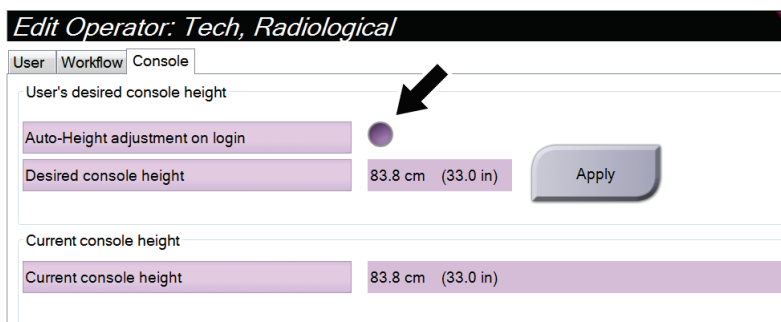 Edit Operator: Tech, Radiological
User Workflow Console
User's desired console height
Auto-Height adjustment on login
Desired console height 83.8 cm (33.0 in) Apply
Current console height
Current console height 83.8 cm (33.0 in)